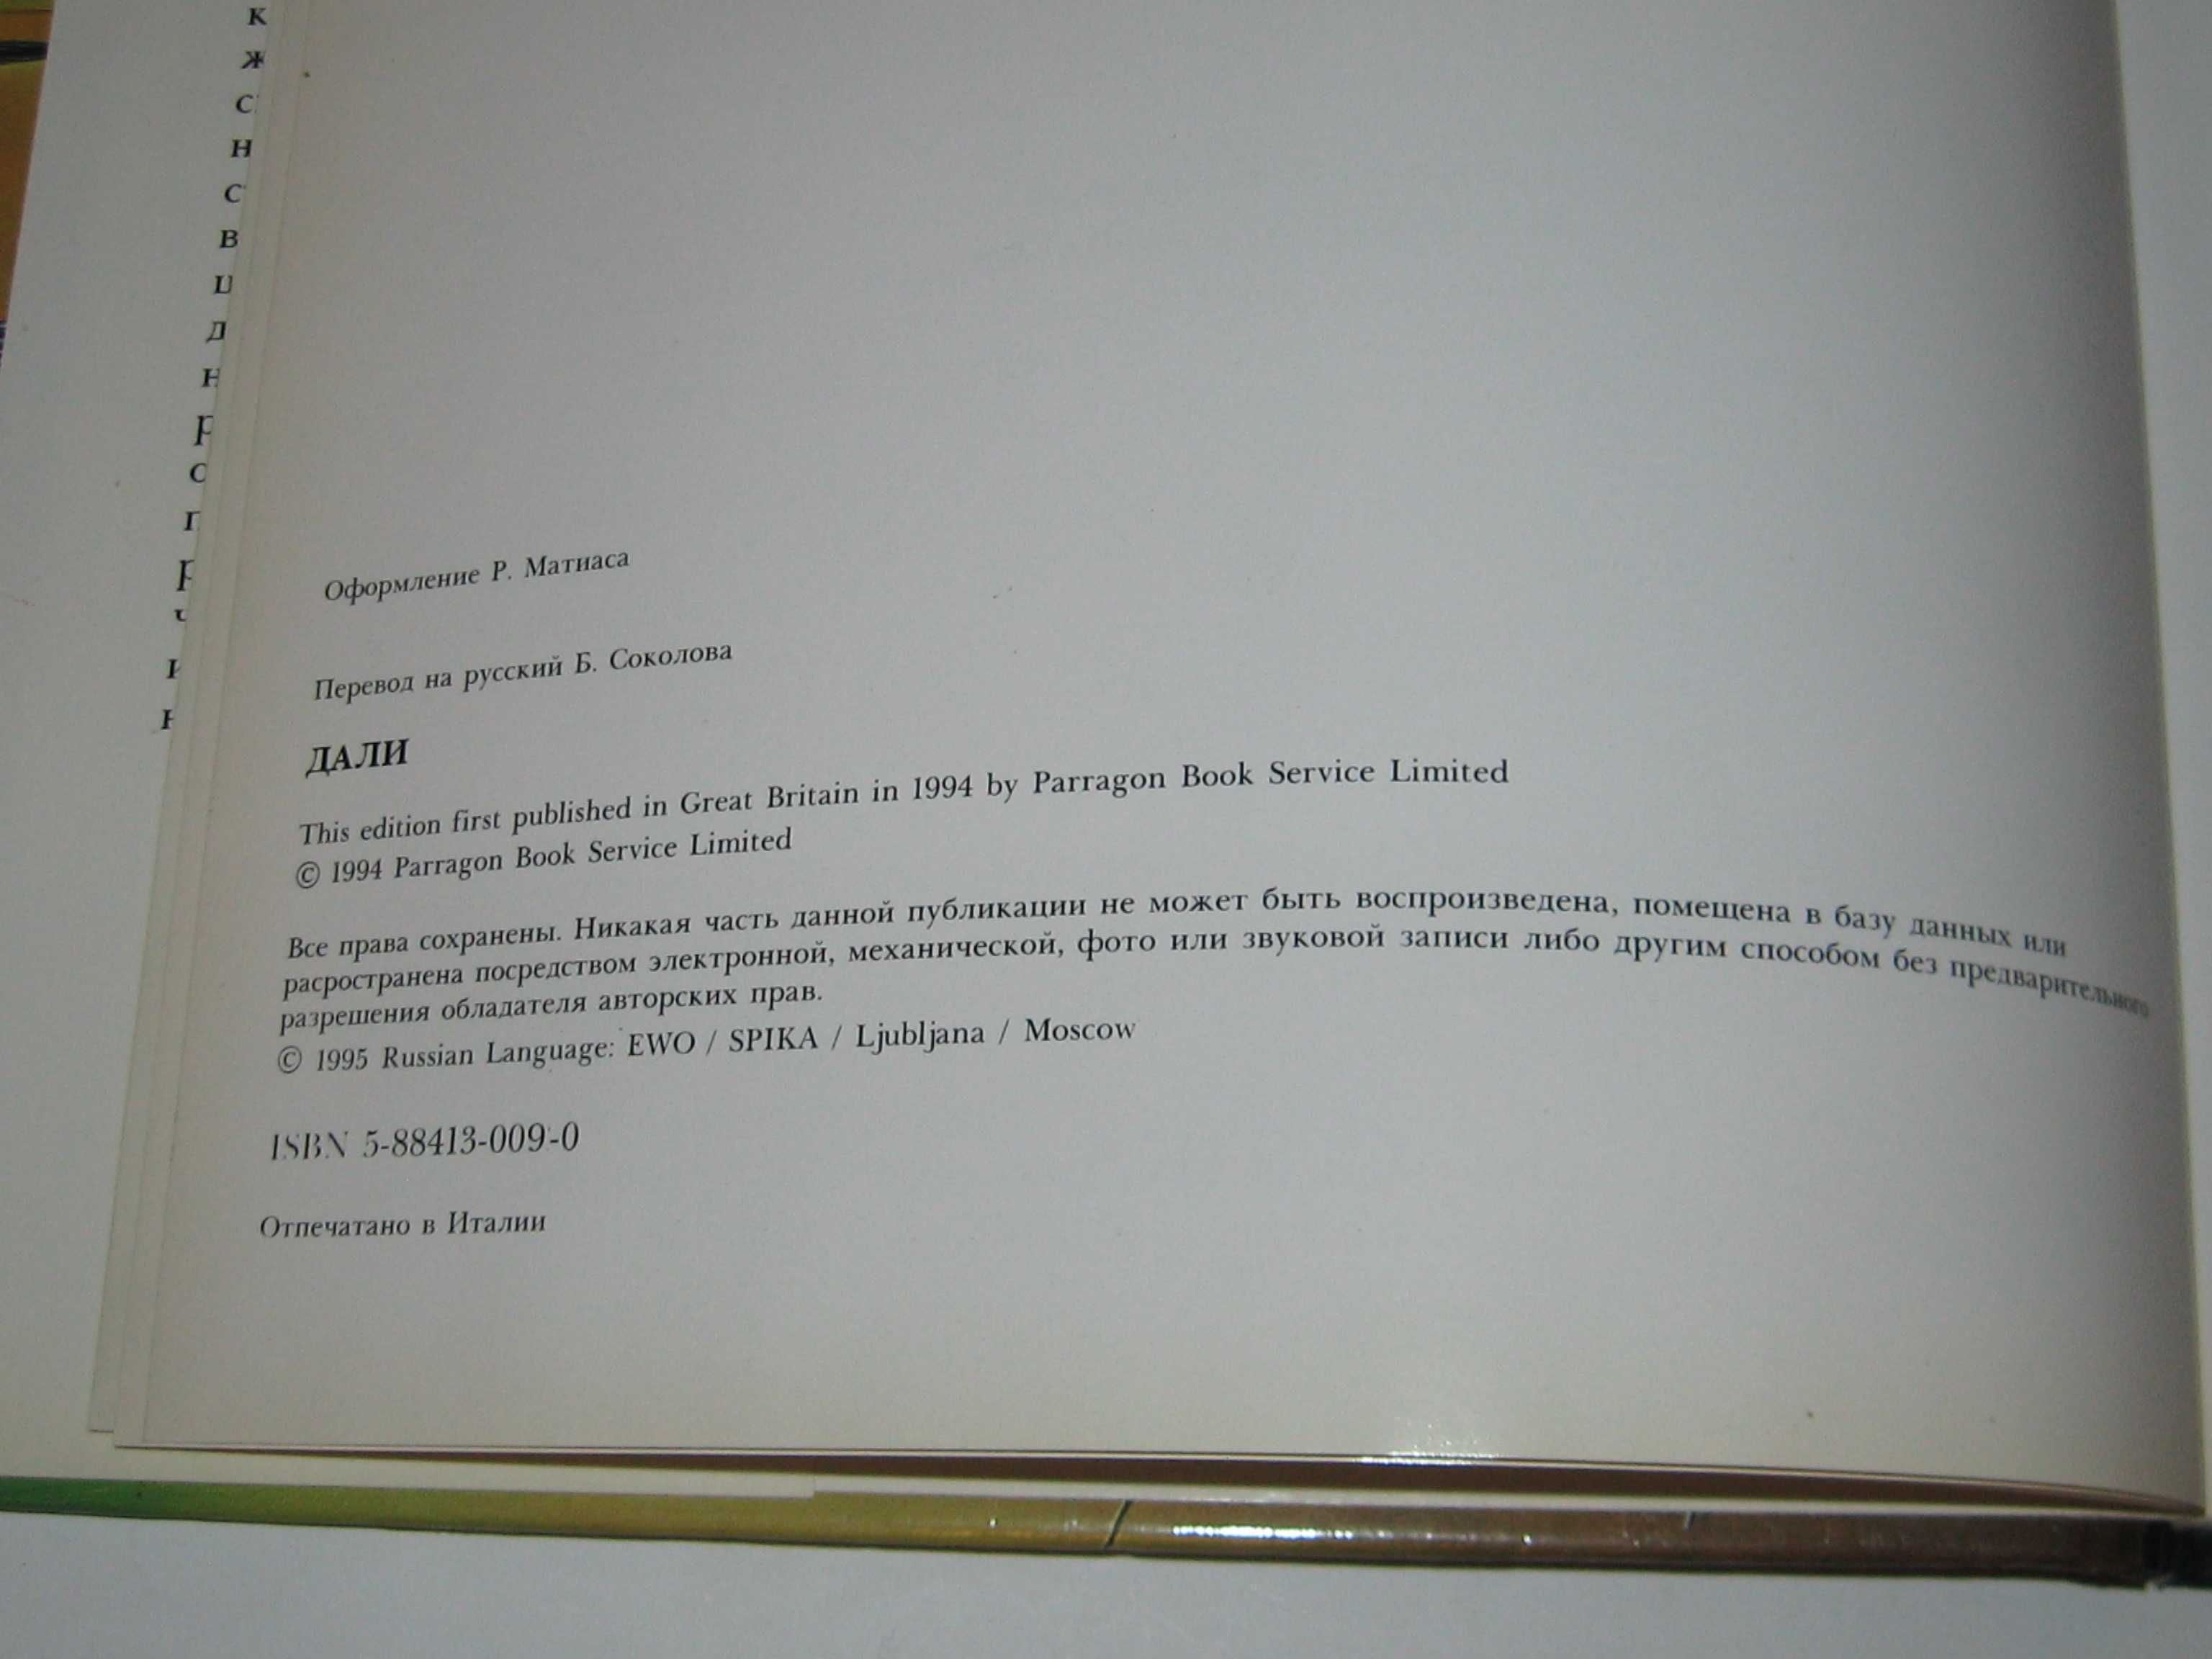 К
Ж
С
Н
С
В
Д
Н
Р
О
П
Р
Ч
И
Н
Оформление Р. Матиаса
Перевод на русский Б. Соколова
ДАЛИ
This edition first published in Great Britain in 1994 by Parragon Book Service Limited
© 1994 Parragon Book Service Limited
Все права сохранены. Никакая часть данной публикации не может быть воспроизведена, помещена в базу данных или
расространена посредством электронной, механической, фото или звуковой записи либо другим способом без предварительного
разрешения обладателя авторских прав.
© 1995 Russian Language: EWO / SPIKA / Ljubljana / Moscow
ISBN 5-88413-009-0
Отпечатано в Италии